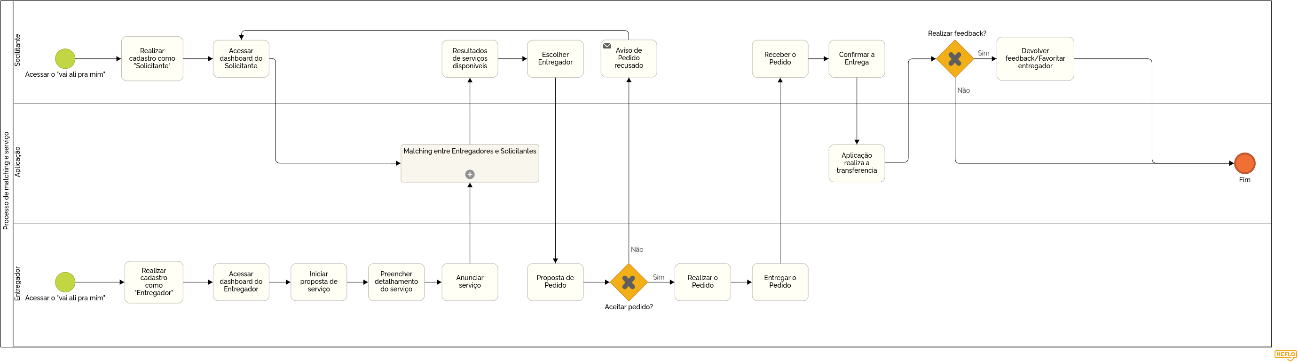 Processo de matching e serviço
Soclitante
Acessar o "vai ali pra mim"
Realizar
cadastro como
"Solicitante"
Acessar
dashboard do
Solicitante
Resultados
de serviços
disponíveis
Escolher
Entregador
Aviso de
Pedido
recusado
Receber o
Pedido
Confirmar a
Entrega
Realizar feedback?
Sim
Não
Devolver
feedback/Favoritar
entregador
Aplicação
Matching entre Entregadores e Solicitantes
Aplicação
realiza a
transferencia
Fim
Entregador
Acessar o "vai ali pra mim"
Realizar
cadastro
como
"Entregador"
Acessar
dashboard do
Entregador
Iniciar
proposta de
serviço
Preencher
detalhamento
do serviço
Anunciar
serviço
Proposta de
Pedido
Não
Sim
Aceitar pedido?
Realizar o
Pedido
Entregar o
Pedido
HEFLO